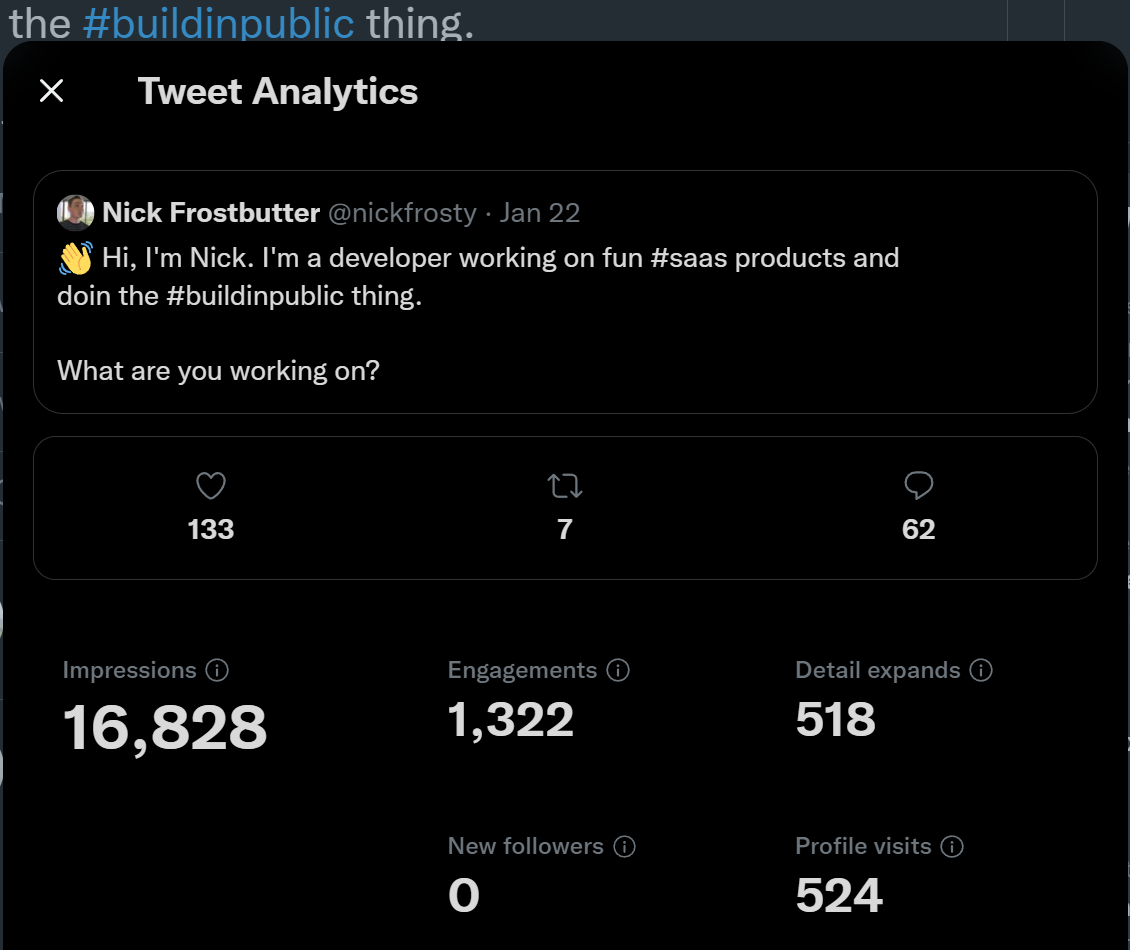 the #buildinpublic thing.
Tweet Analytics
Nick Frostbutter @nickfrosty · Jan 22
👋 Hi, I'm Nick. I'm a developer working on fun #saas products and
doin the #buildinpublic thing.
What are you working on?
133 7 62
Impressions Engagements Detail expands
16,828 1,322 518
New followers Profile visits
0 524